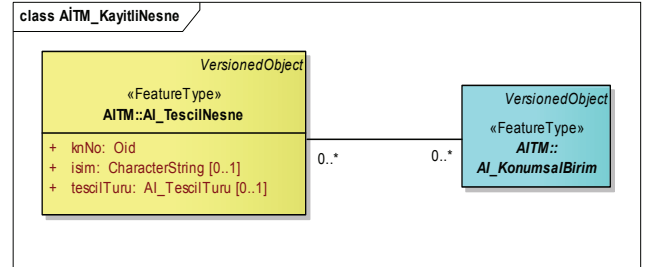 class AİTM_KayitliNesne
VersionedObject
«FeatureType»
AITM::AI_TescilNesne
+ knNo: Oid
+ isim: CharacterString [0..1]
+ tescilTuru: AI_TescilTuru [0..1]
0..*
0..*
VersionedObject
«FeatureType»
AITM::
AI_KonumsalBirim